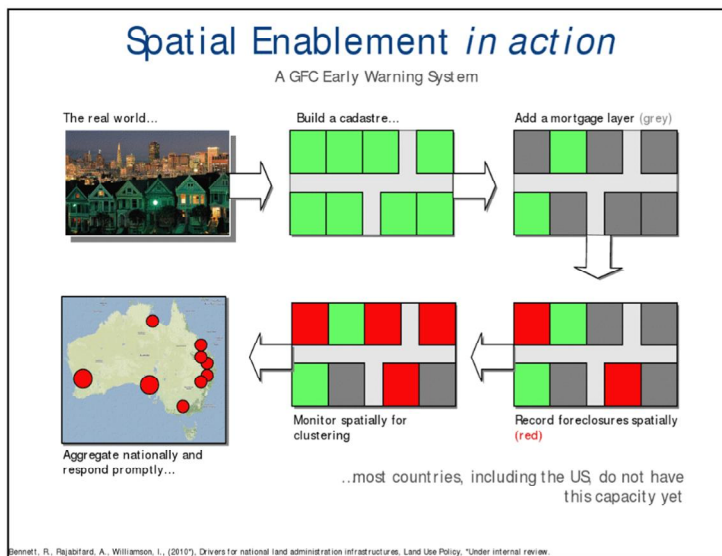 Spatial Enablement in action
A GFC Early Warning System
The real world...
Build a cadastre...
Add a mortgage layer (grey)
Aggregate nationally and
respond promptly...
Monitor spatially for
clustering
Record foreclosures spatially
(red)
...most countries, including the US, do not have
this capacity yet
Bennett, R., Rajabifard, A., Williamson, I., (2010*), Drivers for national land administration infrastructures, Land Use Policy, *Under internal review.